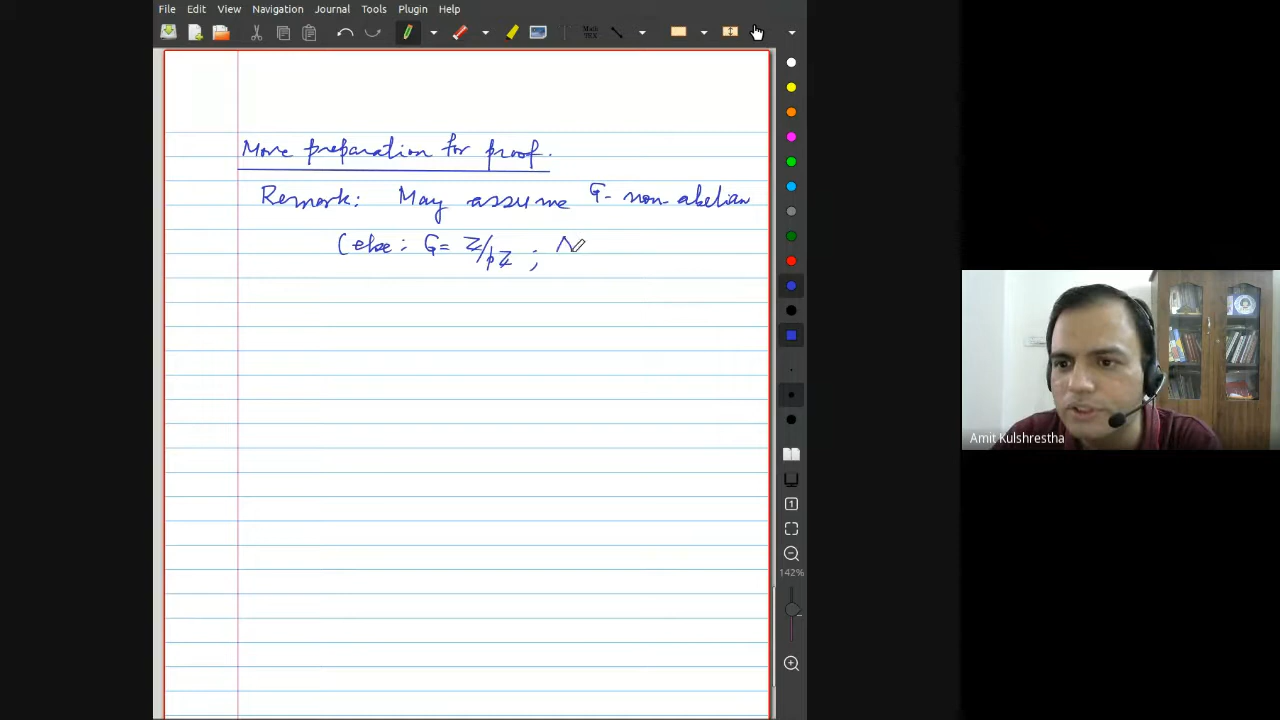 File Edit View Navigation Journal Tools Plugin Help
More preparation for proof.
Remark: May assume G- non-abelian
(else: G= Z/pZ ; N
142%
Amit Kulshrestha